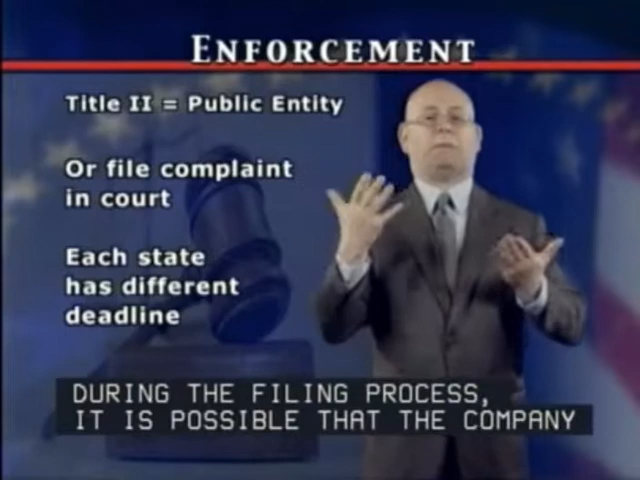 ENFORCEMENT
Title II = Public Entity
Or file complaint
in court
Each state
has different
deadline
DURING THE FILING PROCESS,
IT IS POSSIBLE THAT THE COMPANY